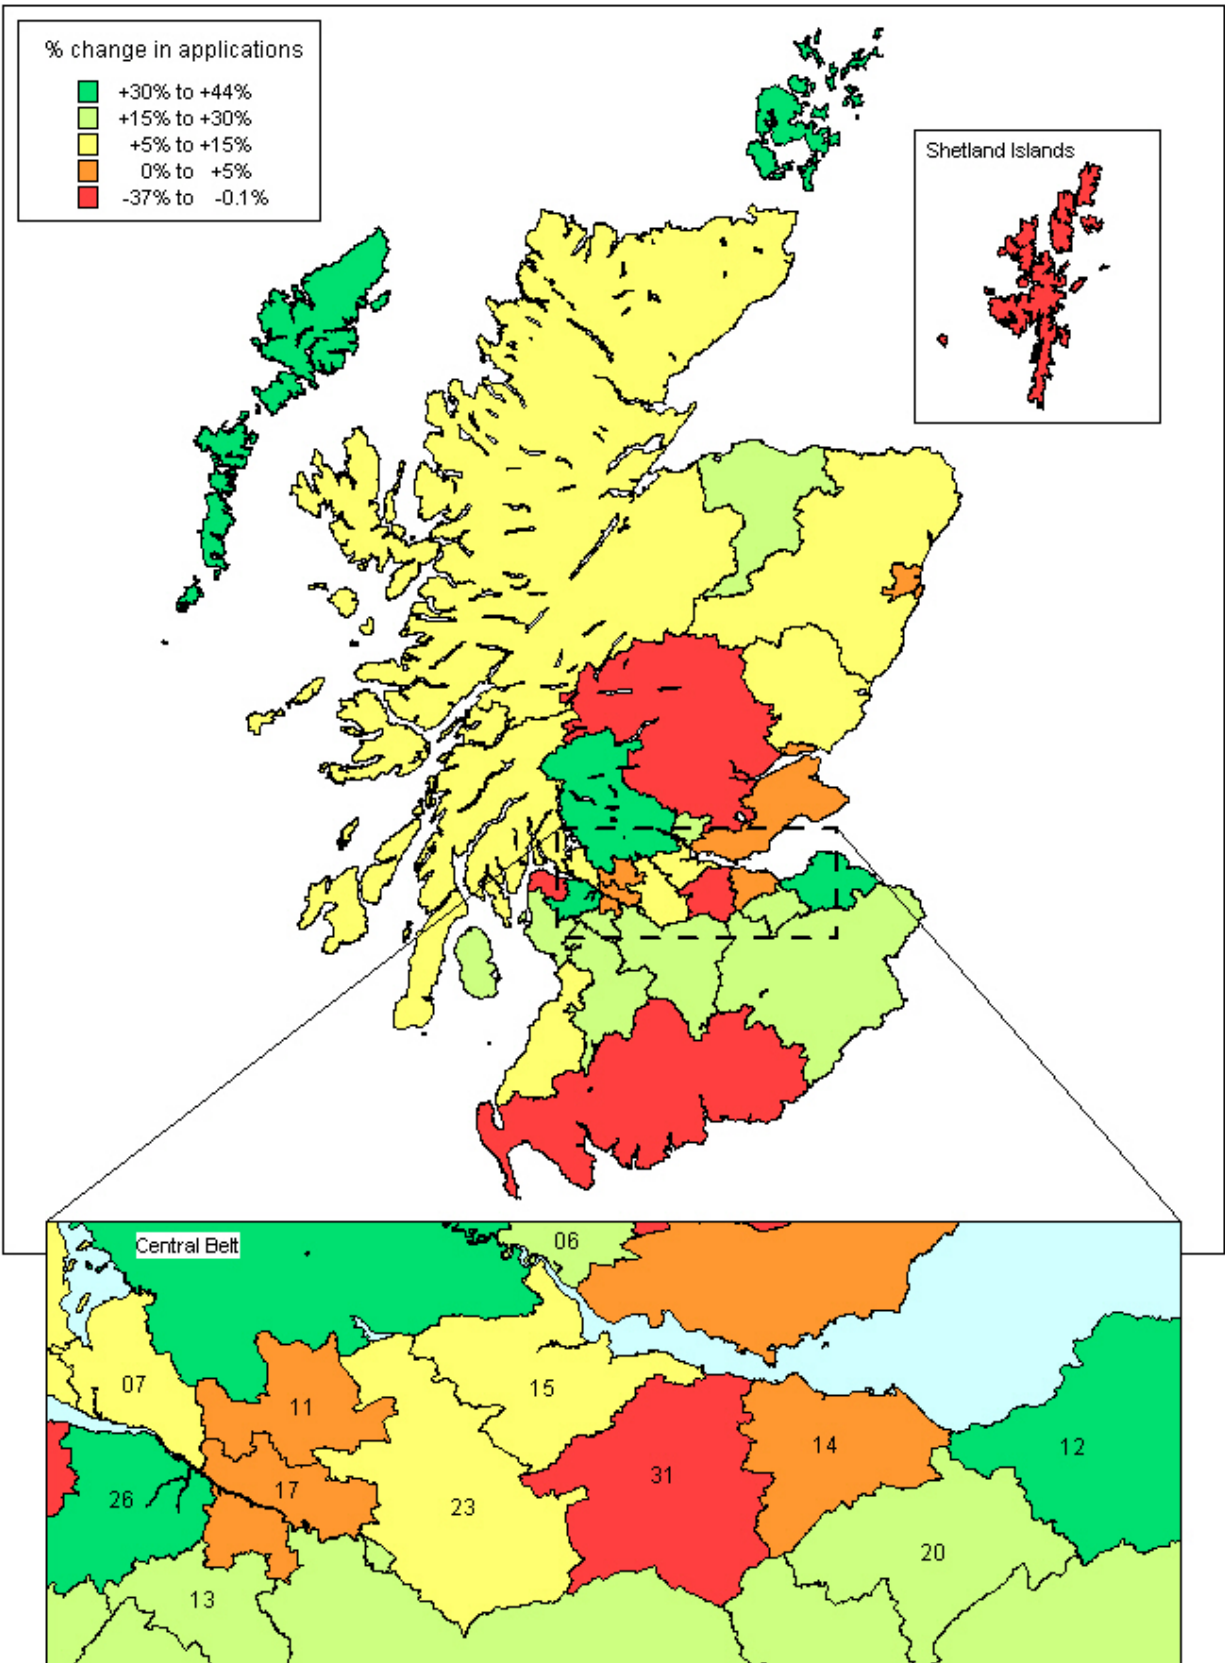 % change in applications
+30% to +44%
+15% to +30%
+5% to +15%
0% to +5%
-37% to -0.1%
Shetland Islands
Central Belt
06
07
11
15
14
12
31
17
26
23
20
13